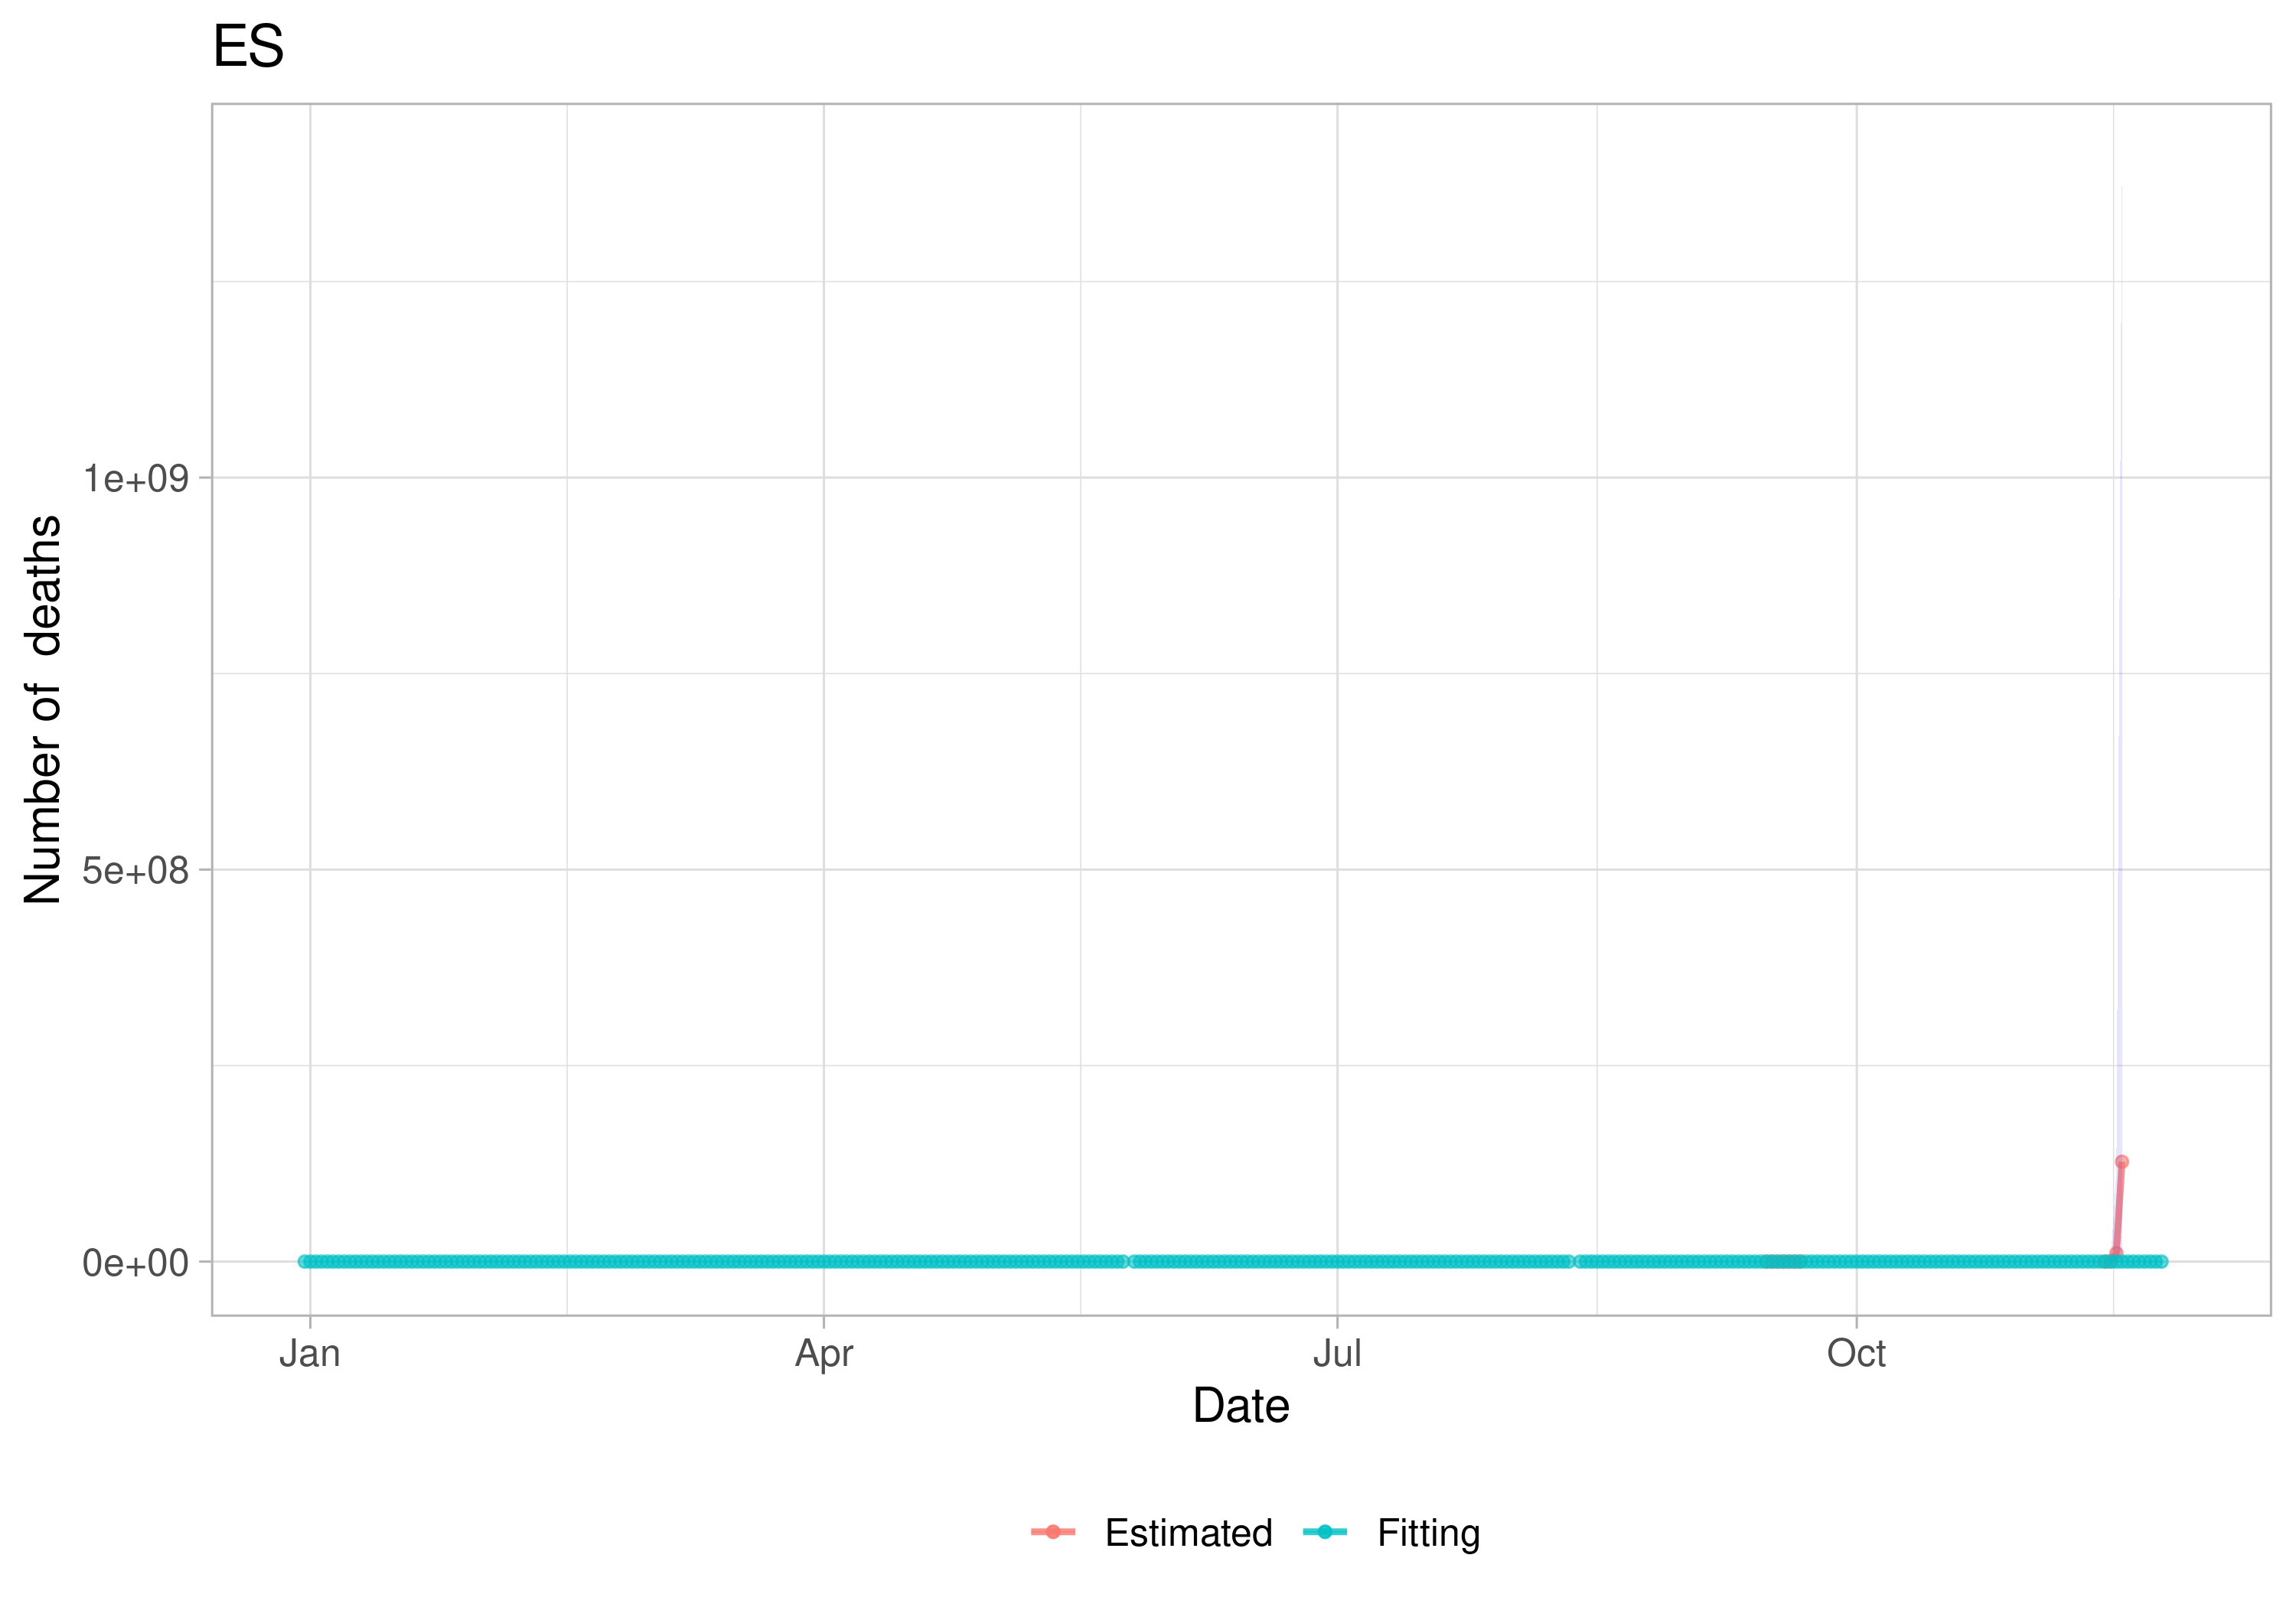 ES
Number of  deaths
1e+09
5e+08
0e+00
Jan Apr Jul Oct
Date
Estimated Fitting